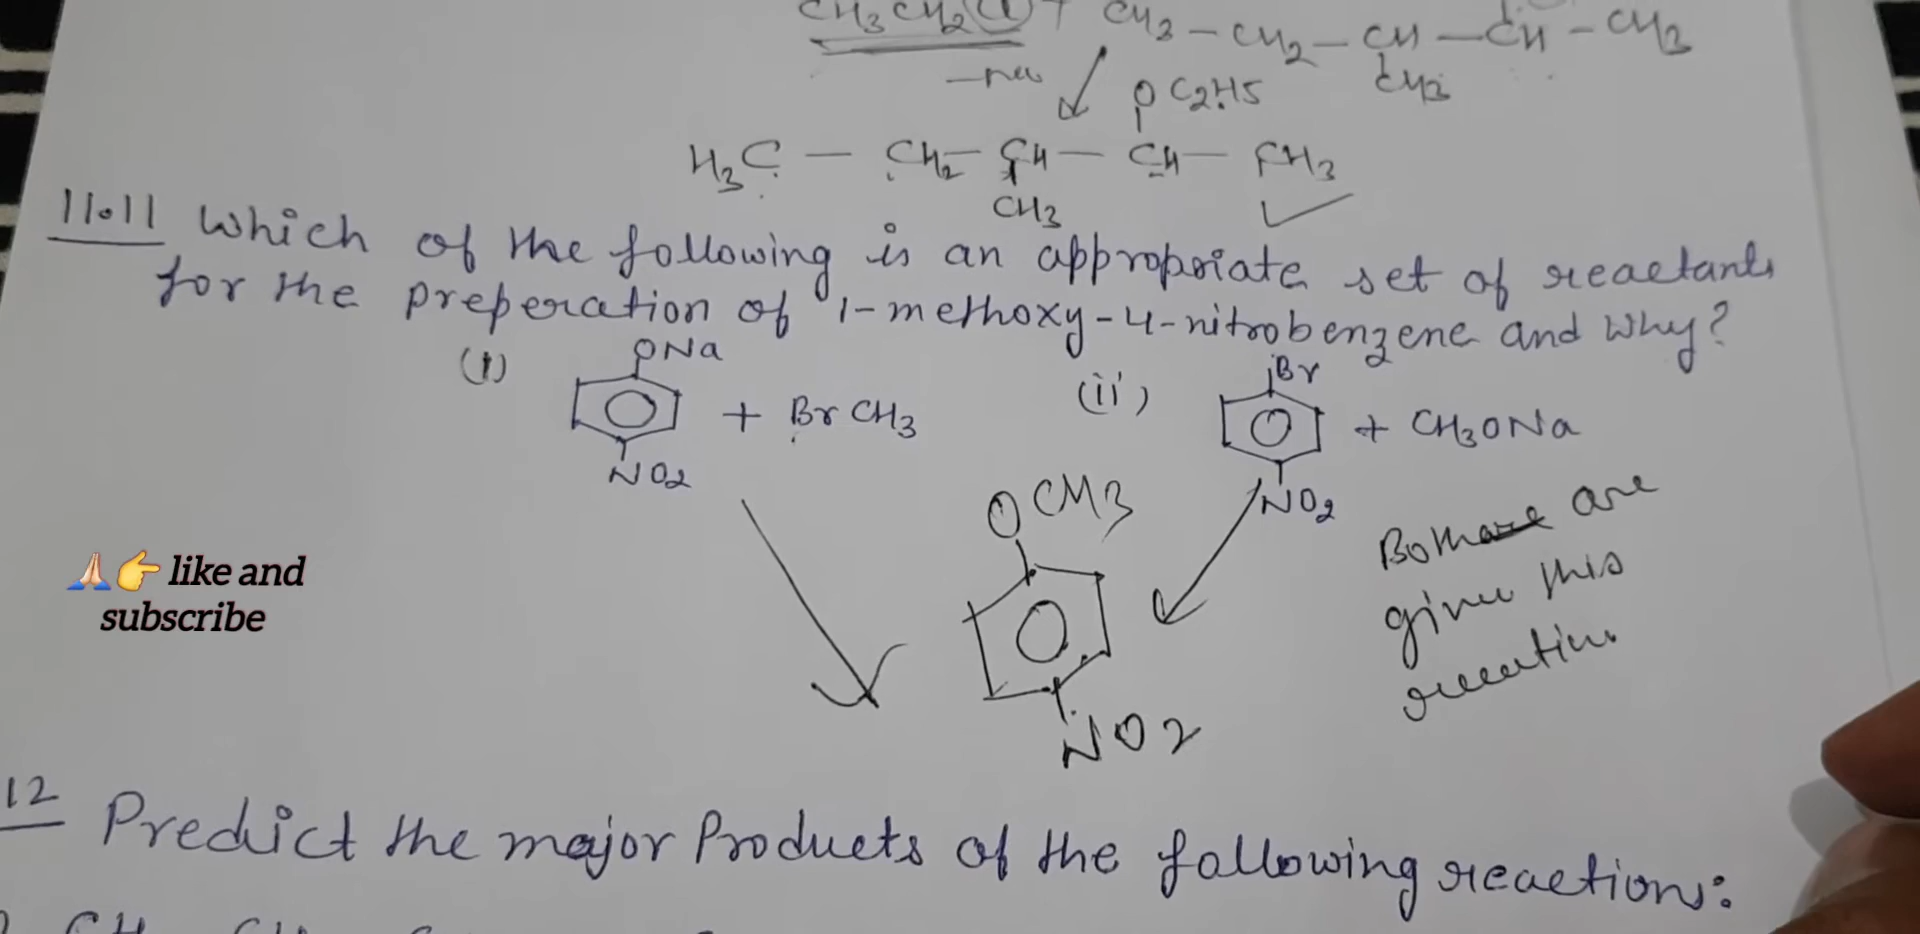 CH3CH2Cl + CH3-CH2-CH-CH-CH3
CH3
OC2H5
H3C - CH2 - CH - CH - CH3
CH3
11.11 Which of the following is an appropriate set of reactants
for the preperation of 1-methoxy-4-nitrobenzene and why?
(i) ONa
+ BrCH3
NO2
(ii) Br
+ CH3ONa
NO2
OCH3
NO2
Both are
given this
🙏👉 like and
subscribe
12 Predict the major Products of the following reactions: